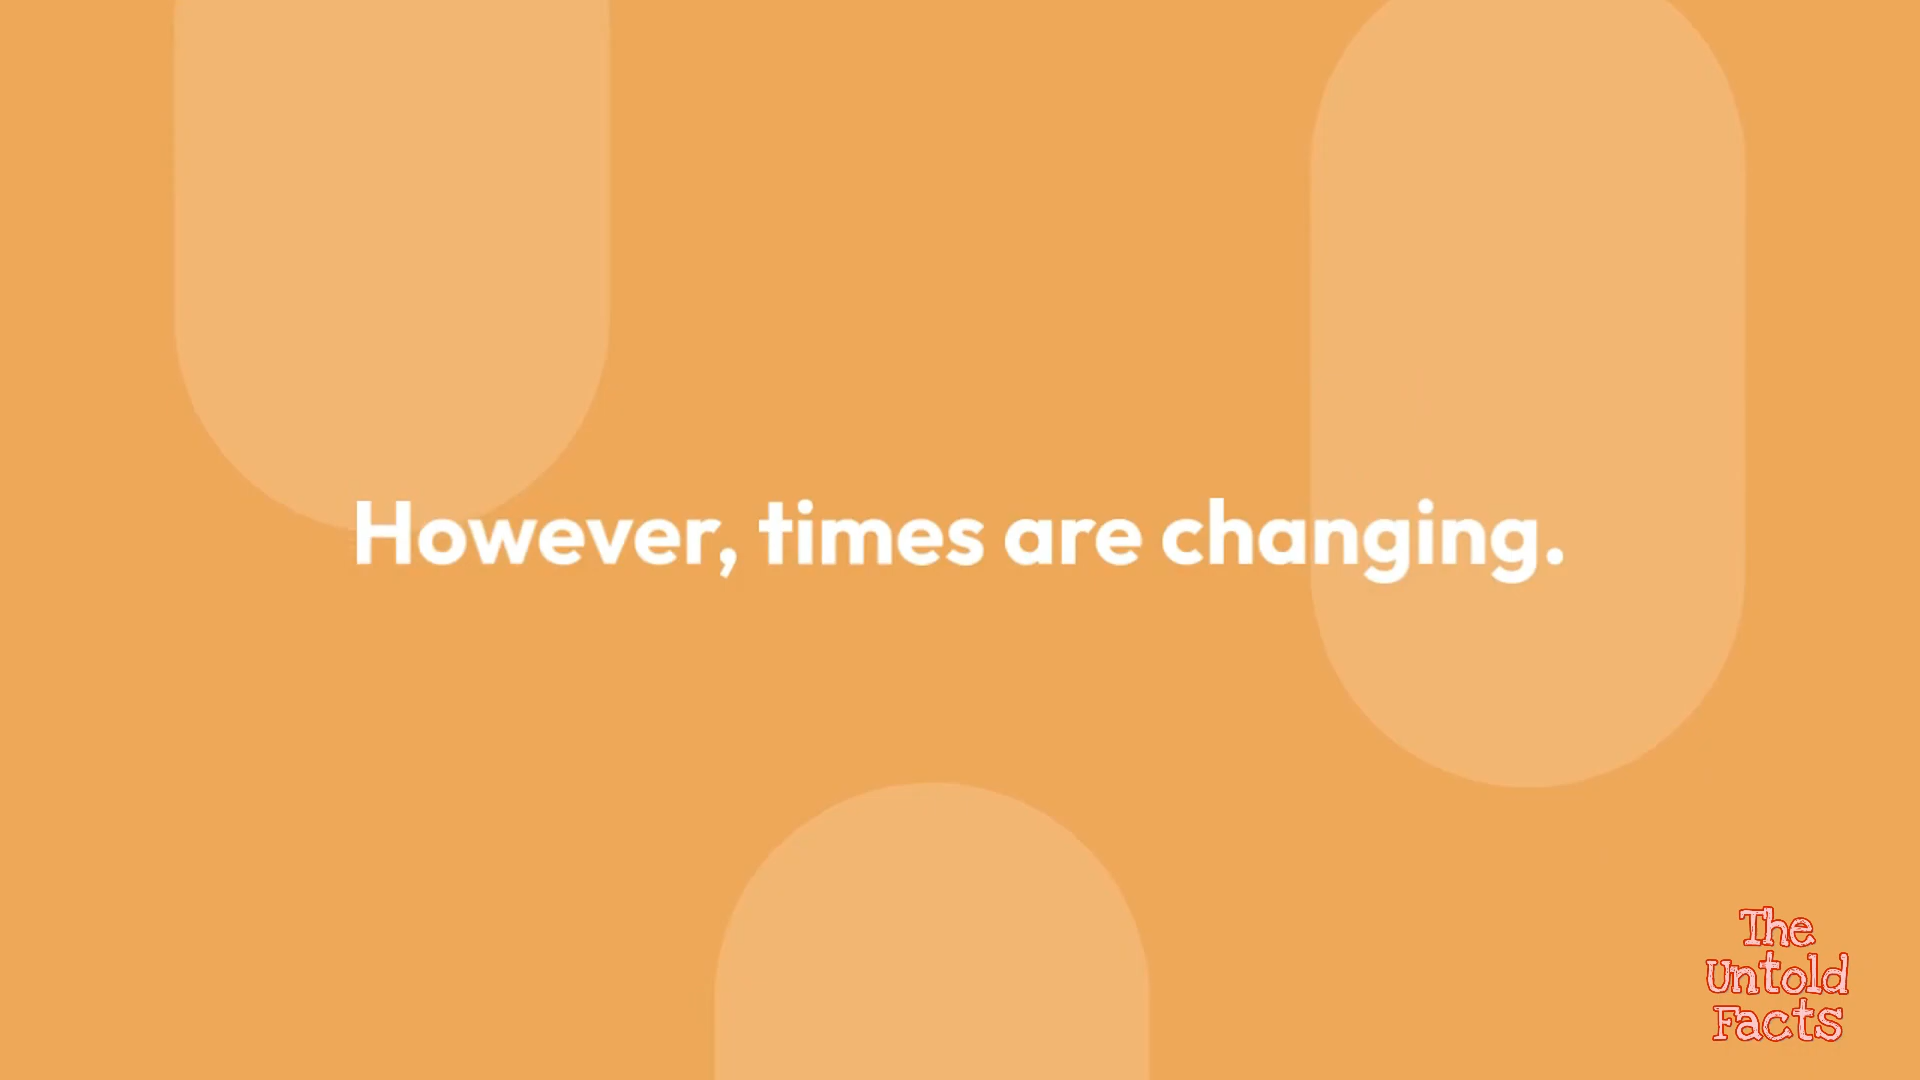 However, times are changing.
The
Untold
Facts